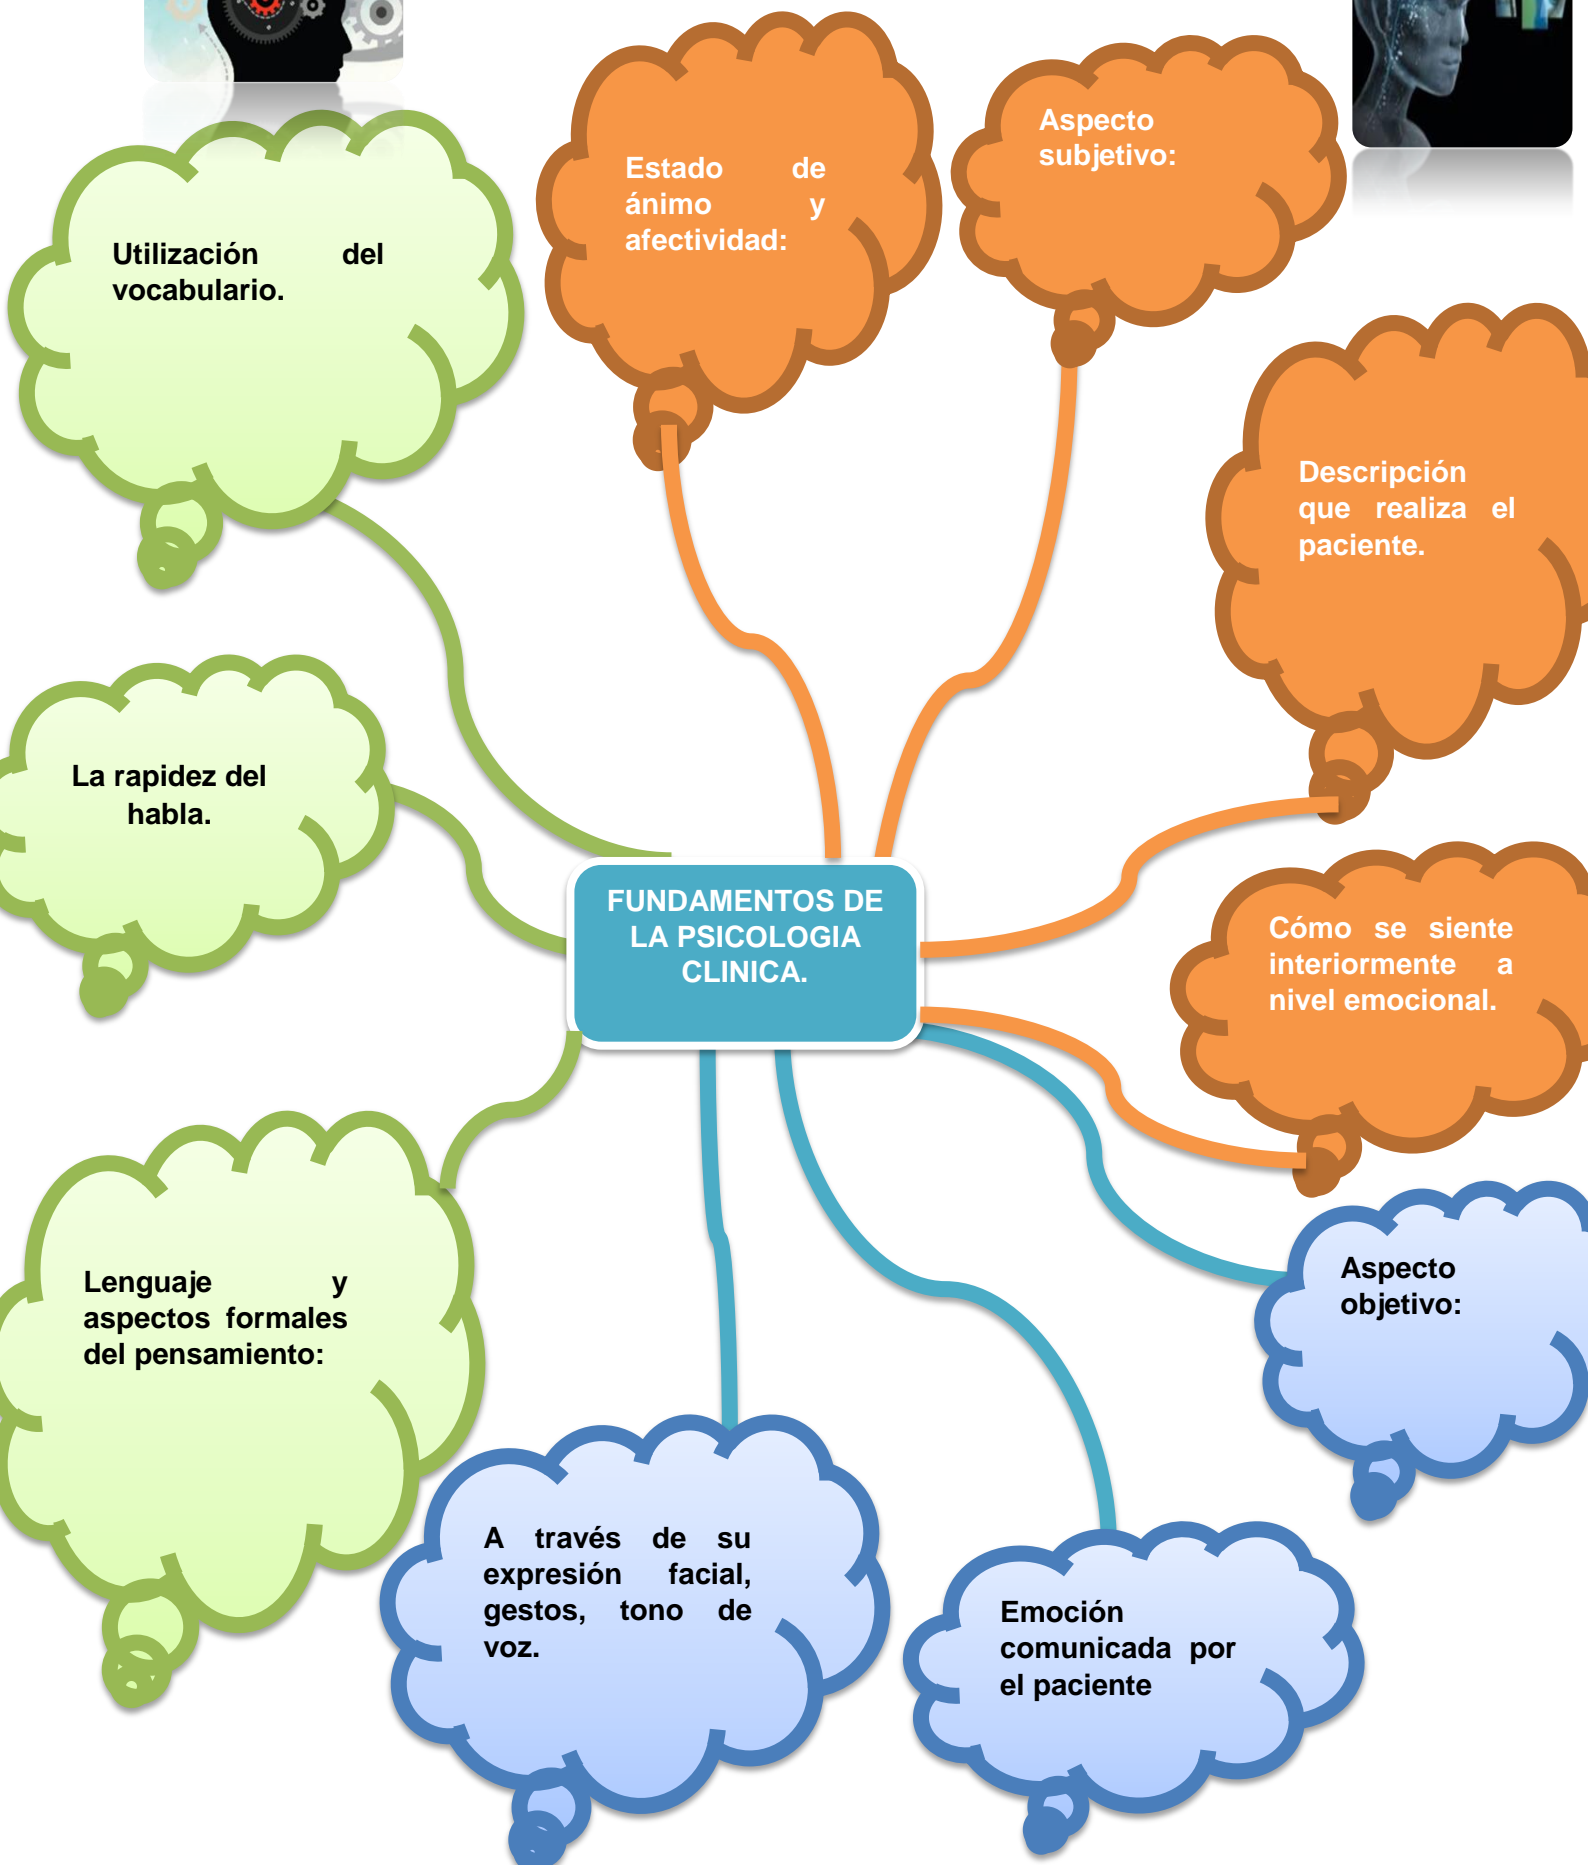 Estado de
ánimo y
afectividad:
Aspecto
subjetivo:
Descripción
que realiza el
paciente.
Cómo se siente
interiormente a
nivel emocional.
Aspecto
objetivo:
Emoción
comunicada por
el paciente
A través de su
expresión facial,
gestos, tono de
voz.
Lenguaje y
aspectos formales
del pensamiento:
La rapidez del
habla.
Utilización del
vocabulario.
FUNDAMENTOS DE
LA PSICOLOGIA
CLINICA.